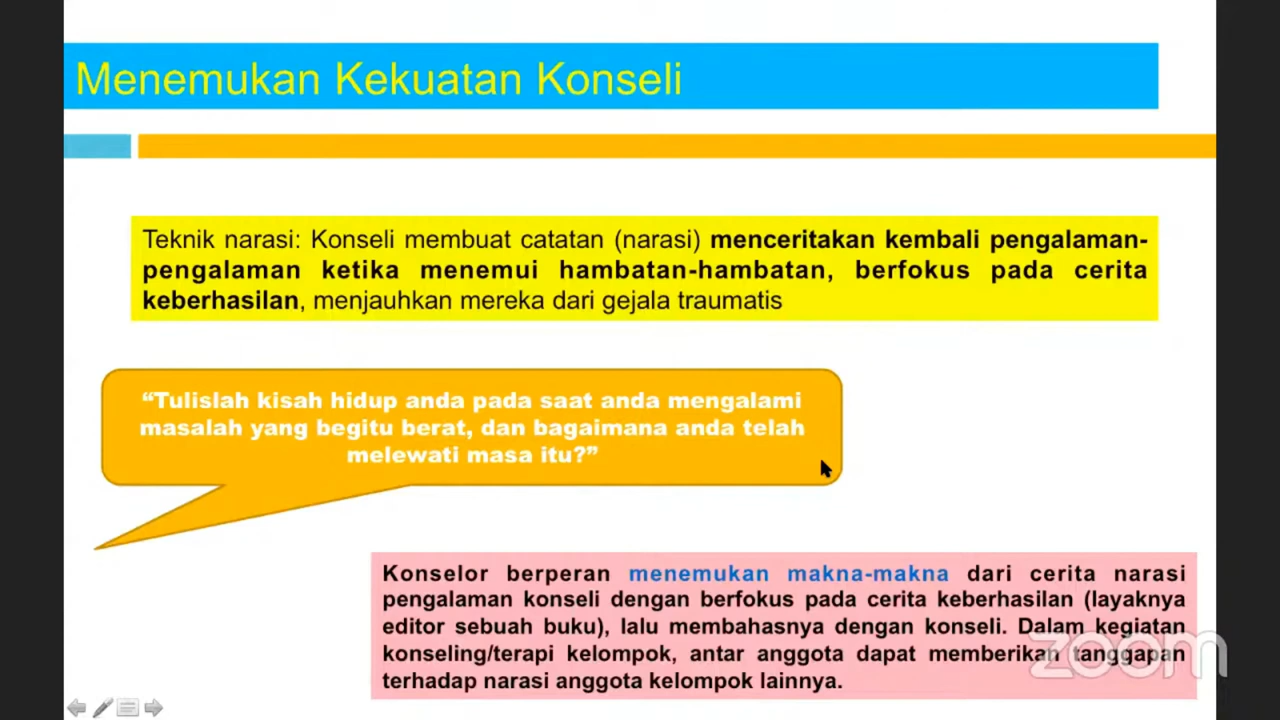 Menemukan Kekuatan Konseli
Teknik narasi: Konseli membuat catatan (narasi) menceritakan kembali pengalaman-
pengalaman ketika menemui hambatan-hambatan, berfokus pada cerita
keberhasilan, menjauhkan mereka dari gejala traumatis
“Tulislah kisah hidup anda pada saat anda mengalami
masalah yang begitu berat, dan bagaimana anda telah
melewati masa itu?”
Konselor berperan menemukan makna-makna dari cerita narasi
pengalaman konseli dengan berfokus pada cerita keberhasilan (layaknya
editor sebuah buku), lalu membahasnya dengan konseli. Dalam kegiatan
konseling/terapi kelompok, antar anggota dapat memberikan tanggapan
terhadap narasi anggota kelompok lainnya.
zoom